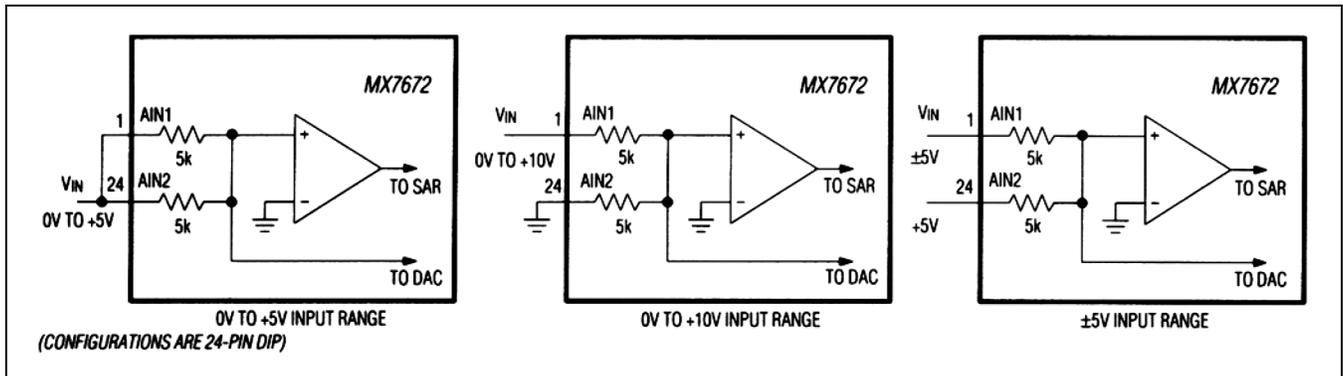 MX7672
1
AIN1
5k
VIN
24
AIN2
TO SAR
0V TO +5V
5k
TO DAC
0V TO +5V INPUT RANGE
(CONFIGURATIONS ARE 24-PIN DIP)
MX7672
VIN
1
AIN1
0V TO +10V
5k
24
AIN2
TO SAR
5k
TO DAC
0V TO +10V INPUT RANGE
MX7672
VIN
1
AIN1
±5V
5k
24
AIN2
TO SAR
+5V
5k
TO DAC
±5V INPUT RANGE